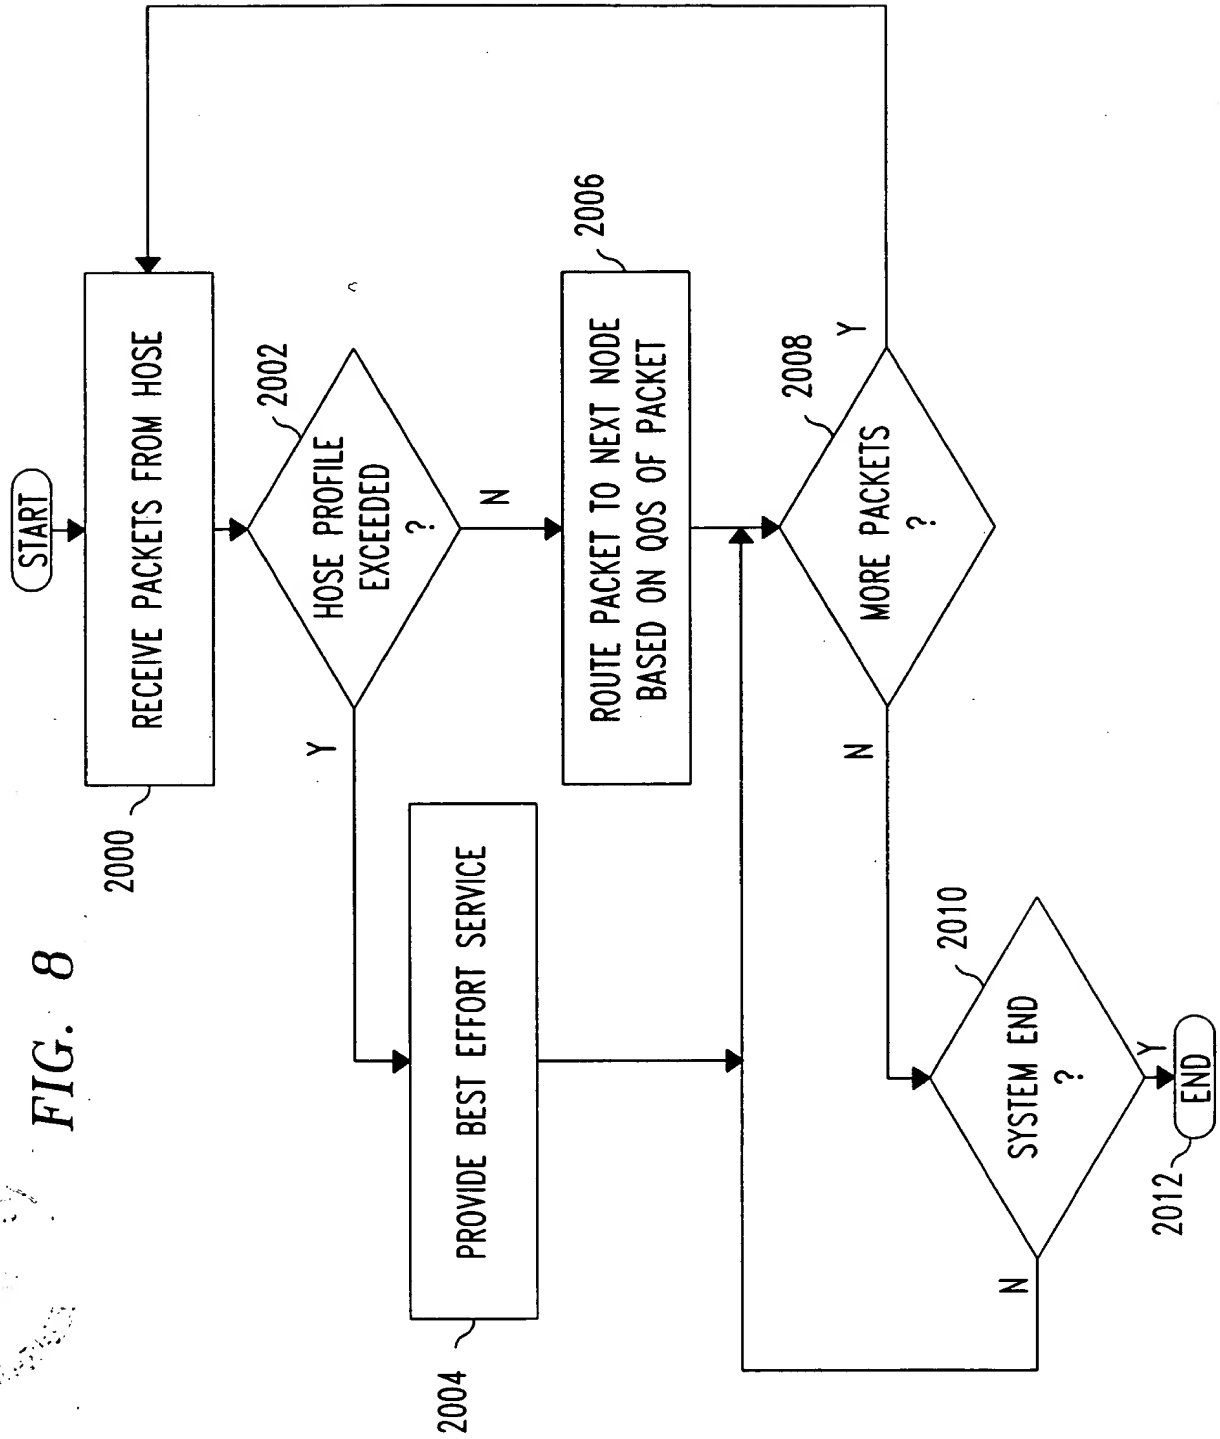 FIG. 8
START
2000
RECEIVE PACKETS FROM HOSE
2002
HOSE PROFILE
EXCEEDED
?
Y
N
2004
PROVIDE BEST EFFORT SERVICE
2006
ROUTE PACKET TO NEXT NODE
BASED ON QOS OF PACKET
2008
MORE PACKETS
?
Y
N
2010
SYSTEM END
?
N
Y
2012
END